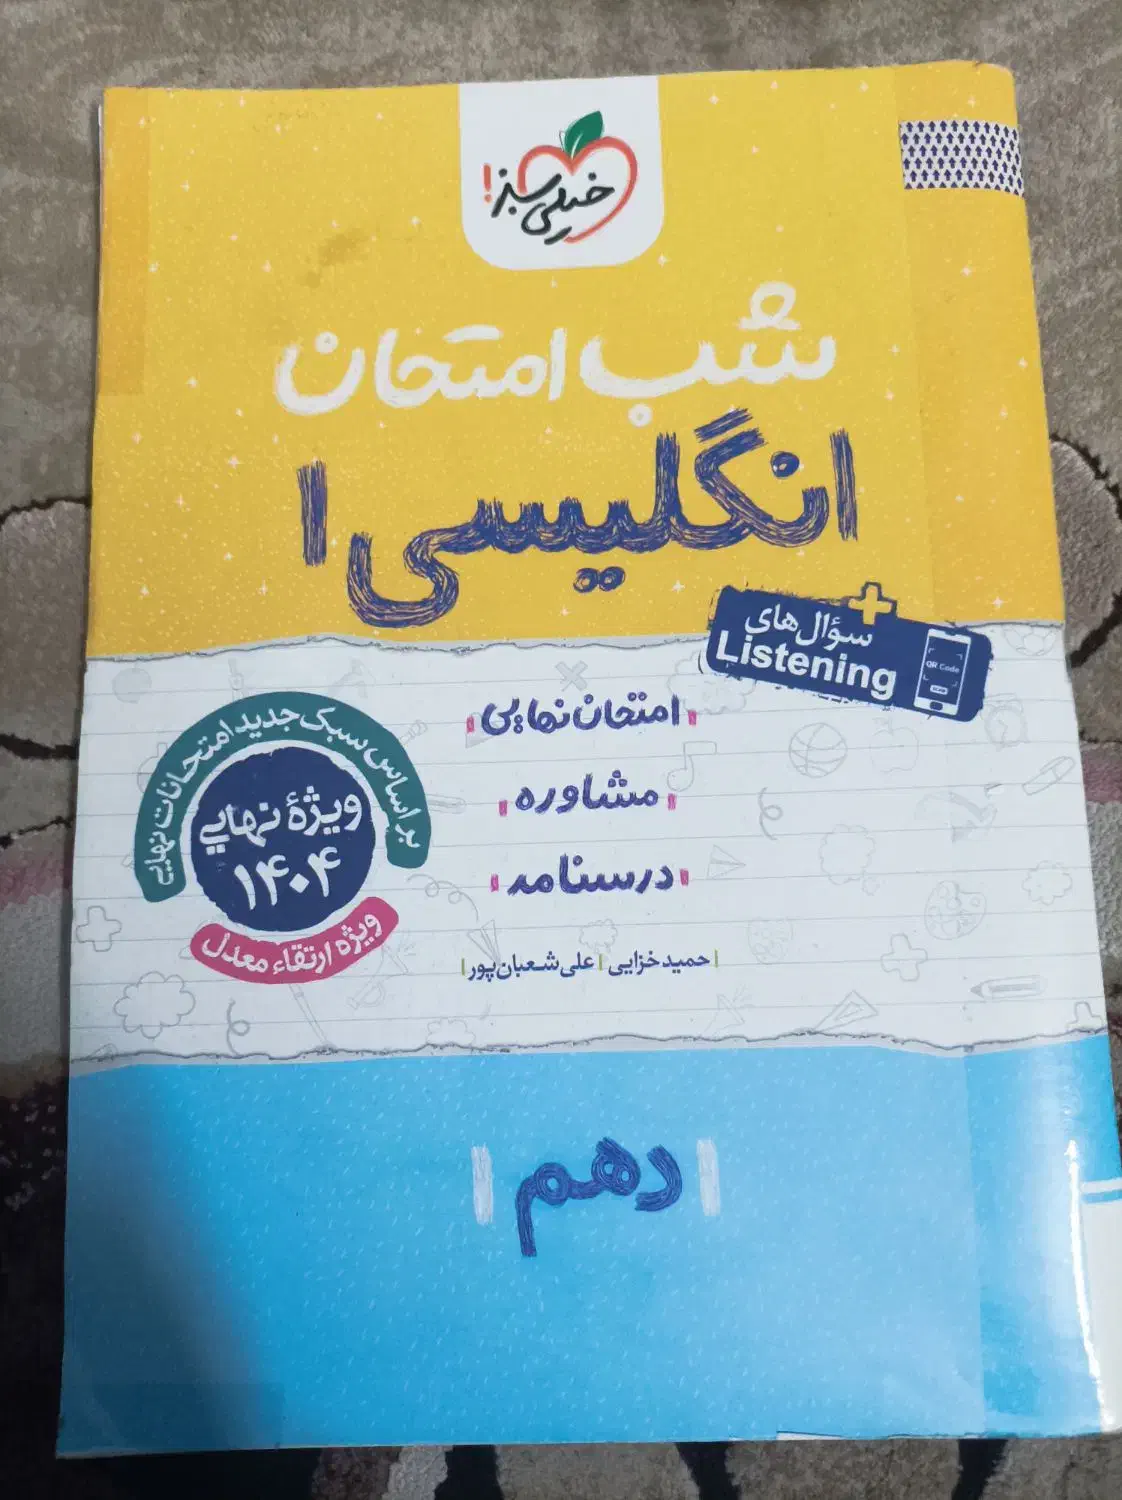 خیلی سبز!
شب امتحان
انگلیسی ۱
+
سؤال‌های
Listening
QR Code
امتحان نهایی
مشاوره
درسنامه
بر اساس سبک جدید امتحانات نهایی
ویژهٔ نهایی
۱۴۰۴
ویژه ارتقاء معدل
| حمید خزایی | علی شعبان‌پور |
دهم